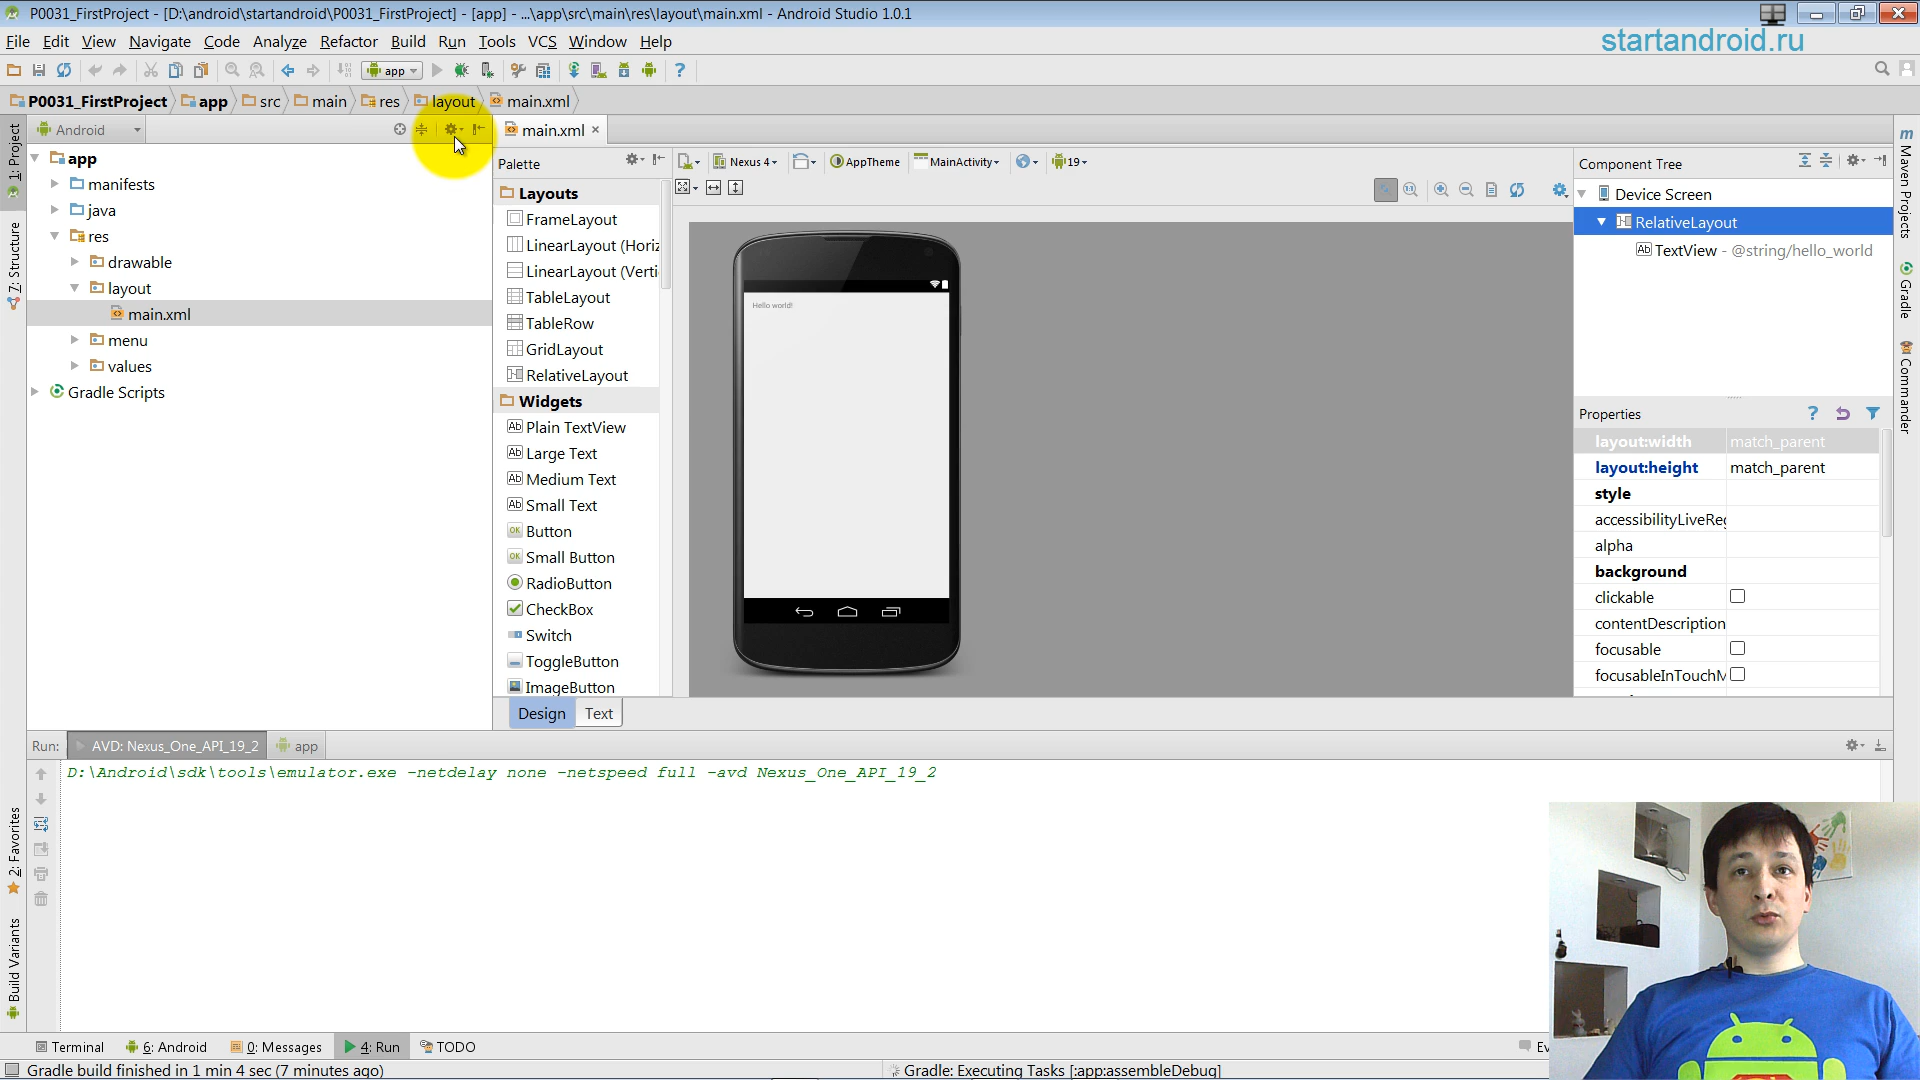 P0031_FirstProject - [D:\android\startandroid\P0031_FirstProject] - [app] - ...\app\src\main\res\layout\main.xml - Android Studio 1.0.1
File Edit View Navigate Code Analyze Refactor Build Run Tools VCS Window Help
startandroid.ru
app
P0031_FirstProject app src main res layout main.xml
Android
main.xml
1: Project
7: Structure
2: Favorites
Build Variants
app
manifests
java
res
drawable
layout
main.xml
menu
values
Gradle Scripts
Palette
Layouts
FrameLayout
LinearLayout (Horiz
LinearLayout (Verti
TableLayout
TableRow
GridLayout
RelativeLayout
Widgets
Plain TextView
Large Text
Medium Text
Small Text
Button
Small Button
RadioButton
CheckBox
Switch
ToggleButton
ImageButton
Design Text
Nexus 4 AppTheme MainActivity 19
Hello world!
Component Tree
Device Screen
RelativeLayout
TextView - @string/hello_world
Properties
layout:width match_parent
layout:height match_parent
style
accessibilityLiveReg
alpha
background
clickable
contentDescription
focusable
focusableInTouchM
Maven Projects
Gradle
Commander
Run: AVD: Nexus_One_API_19_2 app
D:\Android\sdk\tools\emulator.exe -netdelay none -netspeed full -avd Nexus_One_API_19_2
Terminal 6: Android 0: Messages 4: Run TODO Ev
Gradle build finished in 1 min 4 sec (7 minutes ago) Gradle: Executing Tasks [:app:assembleDebug]